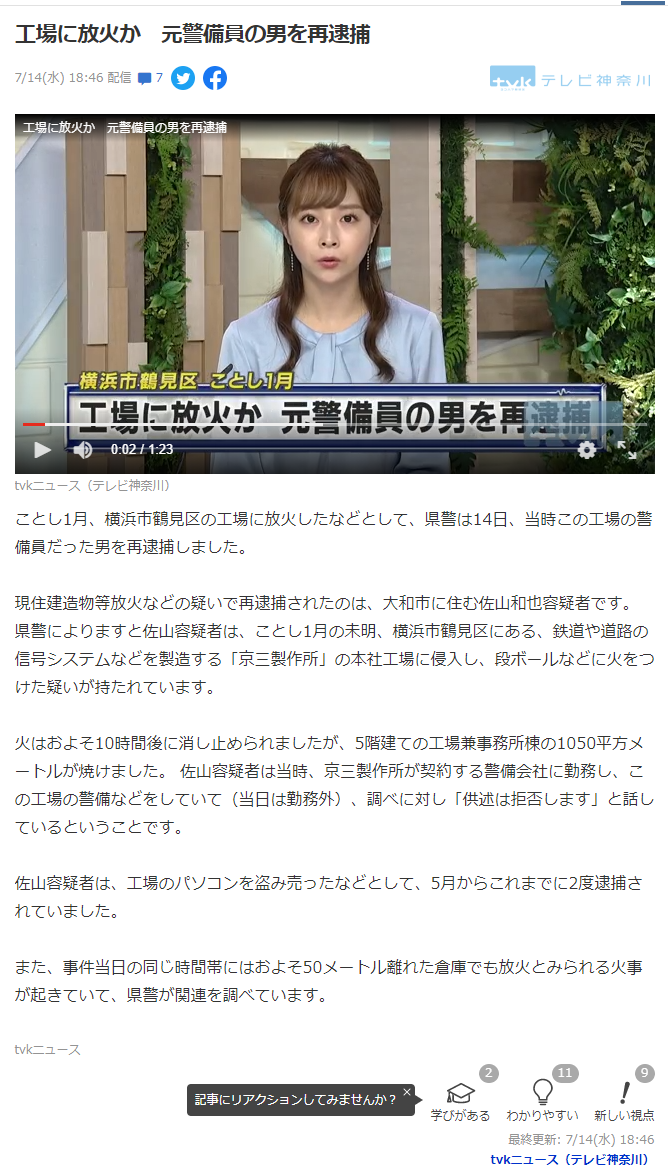 工場に放火か　元警備員の男を再逮捕
7/14(水) 18:46 配信 7
tvk テレビ神奈川
工場に放火か　元警備員の男を再逮捕
横浜市鶴見区 ことし1月
工場に放火か 元警備員の男を再逮捕
0:02 / 1:23
tvkニュース（テレビ神奈川）
ことし1月、横浜市鶴見区の工場に放火したなどとして、県警は14日、当時この工場の警
備員だった男を再逮捕しました。
現住建造物等放火などの疑いで再逮捕されたのは、大和市に住む佐山和也容疑者です。
県警によりますと佐山容疑者は、ことし1月の未明、横浜市鶴見区にある、鉄道や道路の
信号システムなどを製造する「京三製作所」の本社工場に侵入し、段ボールなどに火をつ
けた疑いが持たれています。
火はおよそ10時間後に消し止められましたが、5階建ての工場兼事務所棟の1050平方メ
ートルが焼けました。 佐山容疑者は当時、京三製作所が契約する警備会社に勤務し、こ
の工場の警備などをしていて（当日は勤務外）、調べに対し「供述は拒否します」と話し
ているということです。
佐山容疑者は、工場のパソコンを盗み売ったなどとして、5月からこれまでに2度逮捕さ
れていました。
また、事件当日の同じ時間帯にはおよそ50メートル離れた倉庫でも放火とみられる火事
が起きていて、県警が関連を調べています。
tvkニュース
記事にリアクションしてみませんか？ ×
2 11 9
学びがある わかりやすい 新しい視点
最終更新: 7/14(水) 18:46
tvkニュース（テレビ神奈川）